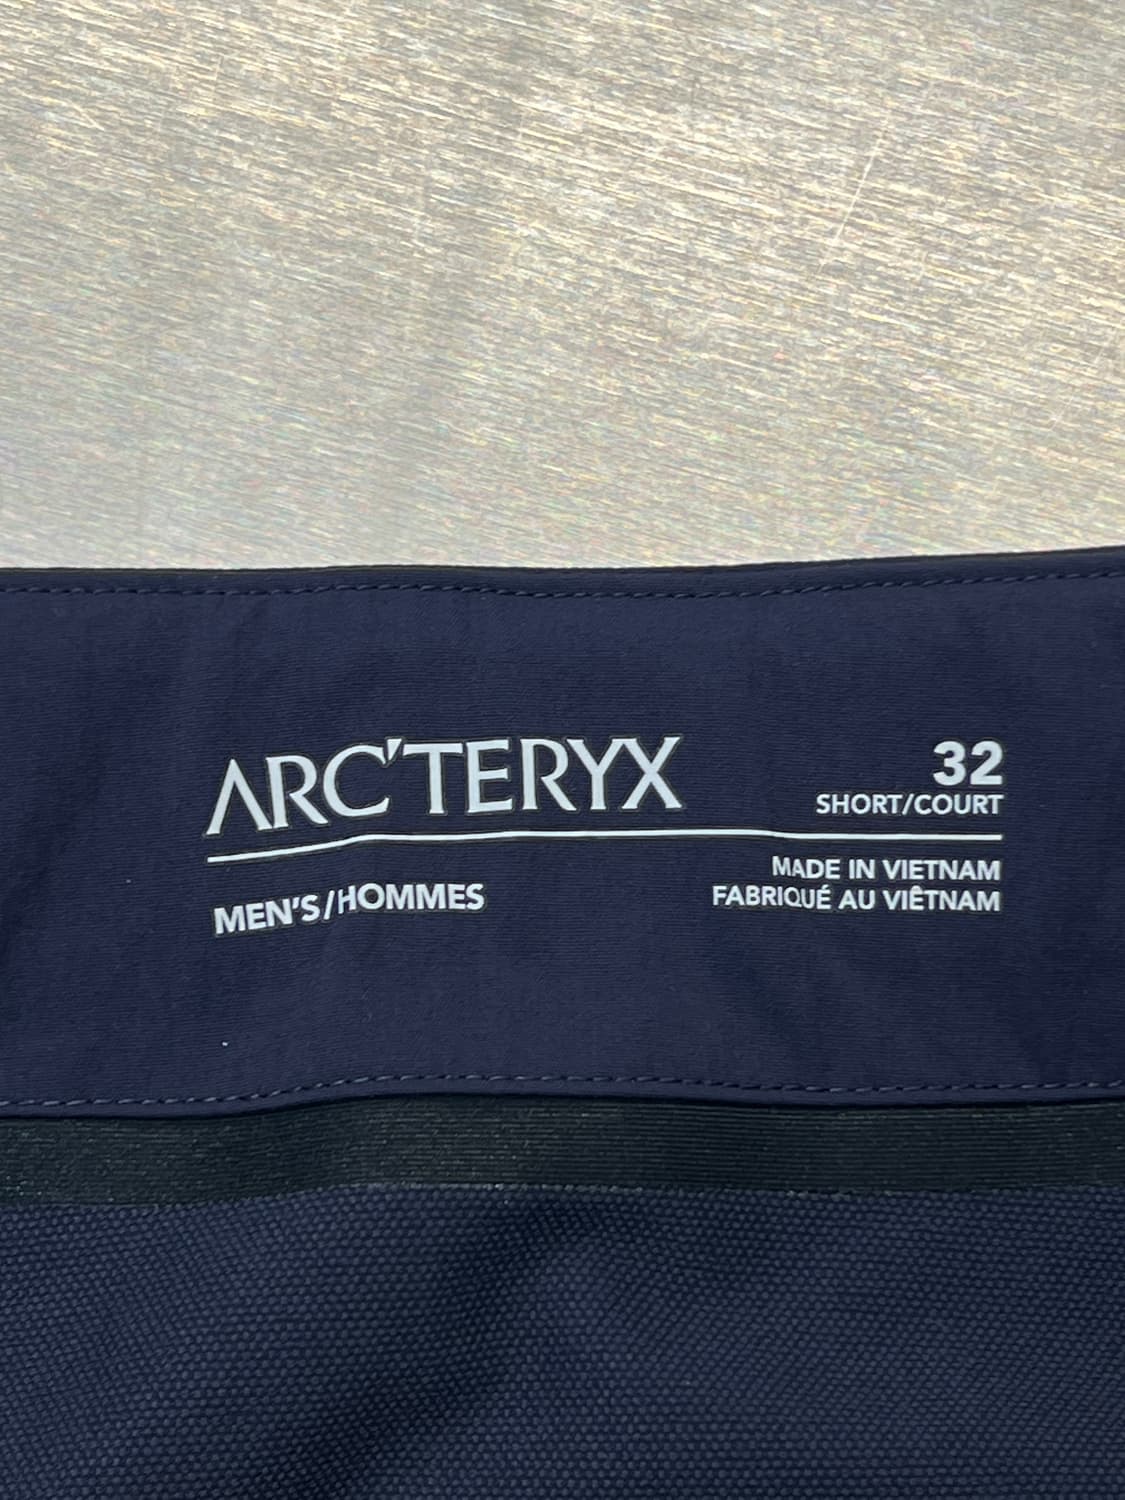 ARC'TERYX
32
SHORT/COURT
MEN'S/HOMMES
MADE IN VIETNAM
FABRIQUÉ AU VIÊTNAM